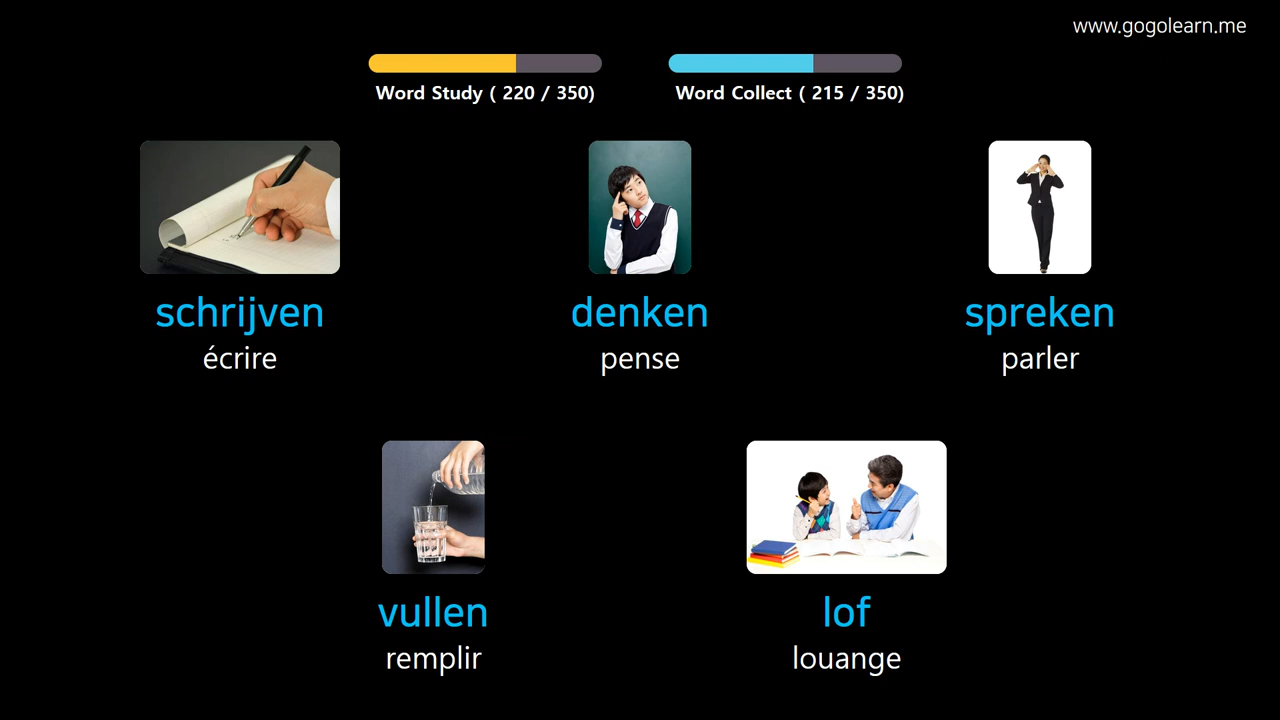 www.gogolearn.me
Word Study ( 220 / 350)
Word Collect ( 215 / 350)
schrijven
écrire
denken
pense
spreken
parler
vullen
remplir
lof
louange